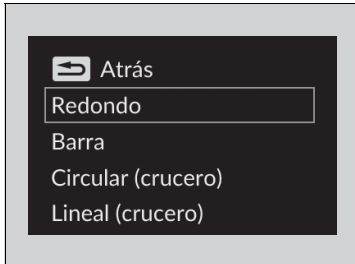 Atrás
Redondo
Barra
Circular (crucero)
Lineal (crucero)